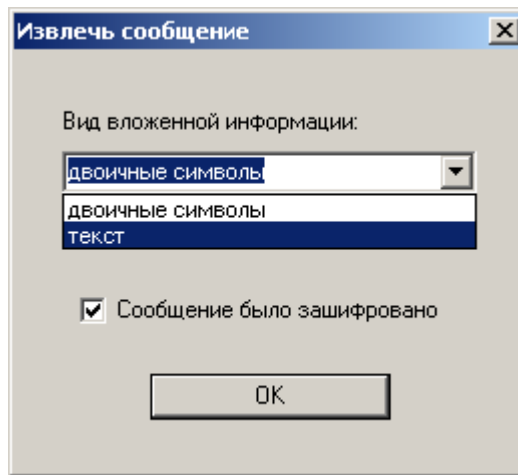 Извлечь сообщение
Вид вложенной информации:
двоичные символы
двоичные символы
текст
Сообщение было зашифровано
OK